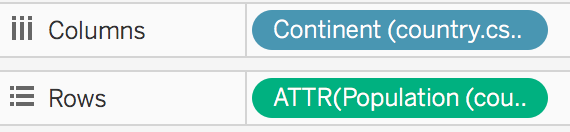 Columns Continent (country.cs..
Rows ATTR(Population (cou..